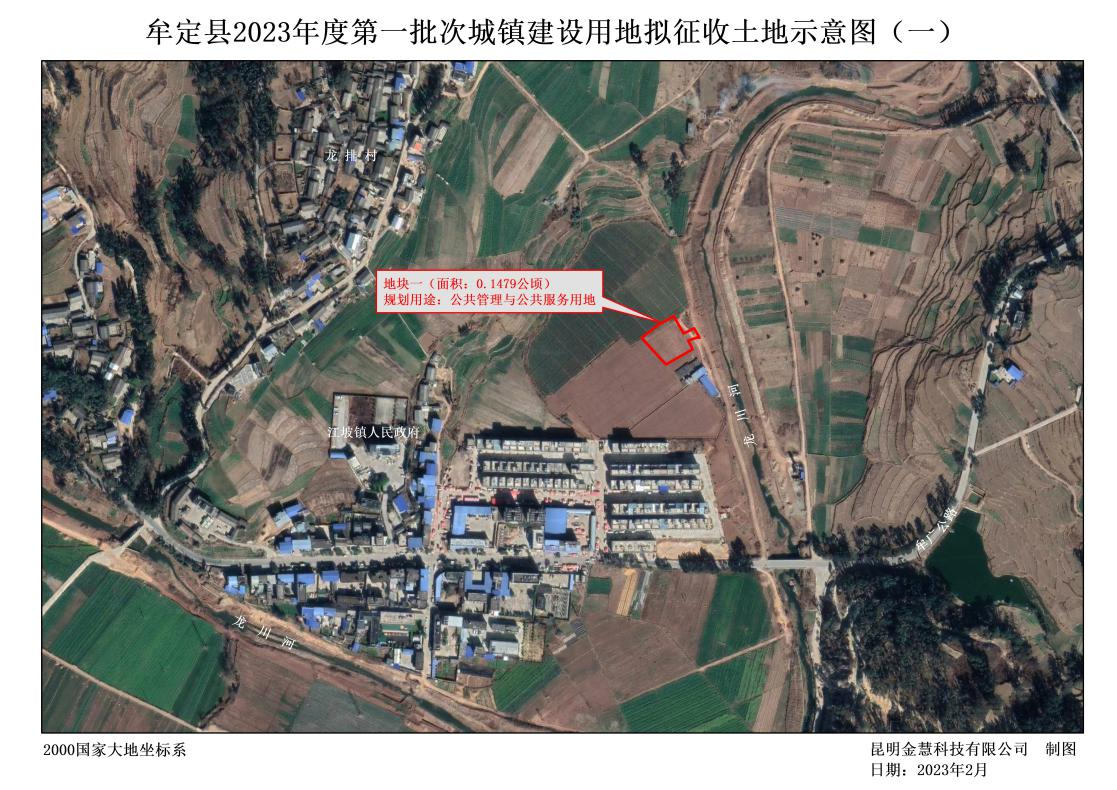 牟定县2023年度第一批次城镇建设用地拟征收土地示意图（一）
龙排村
地块一（面积：0.1479公顷）
规划用途：公共管理与公共服务用地
龙川河
江坡镇人民政府
牟广公路
龙川河
2000国家大地坐标系
昆明金慧科技有限公司 制图
日期：2023年2月